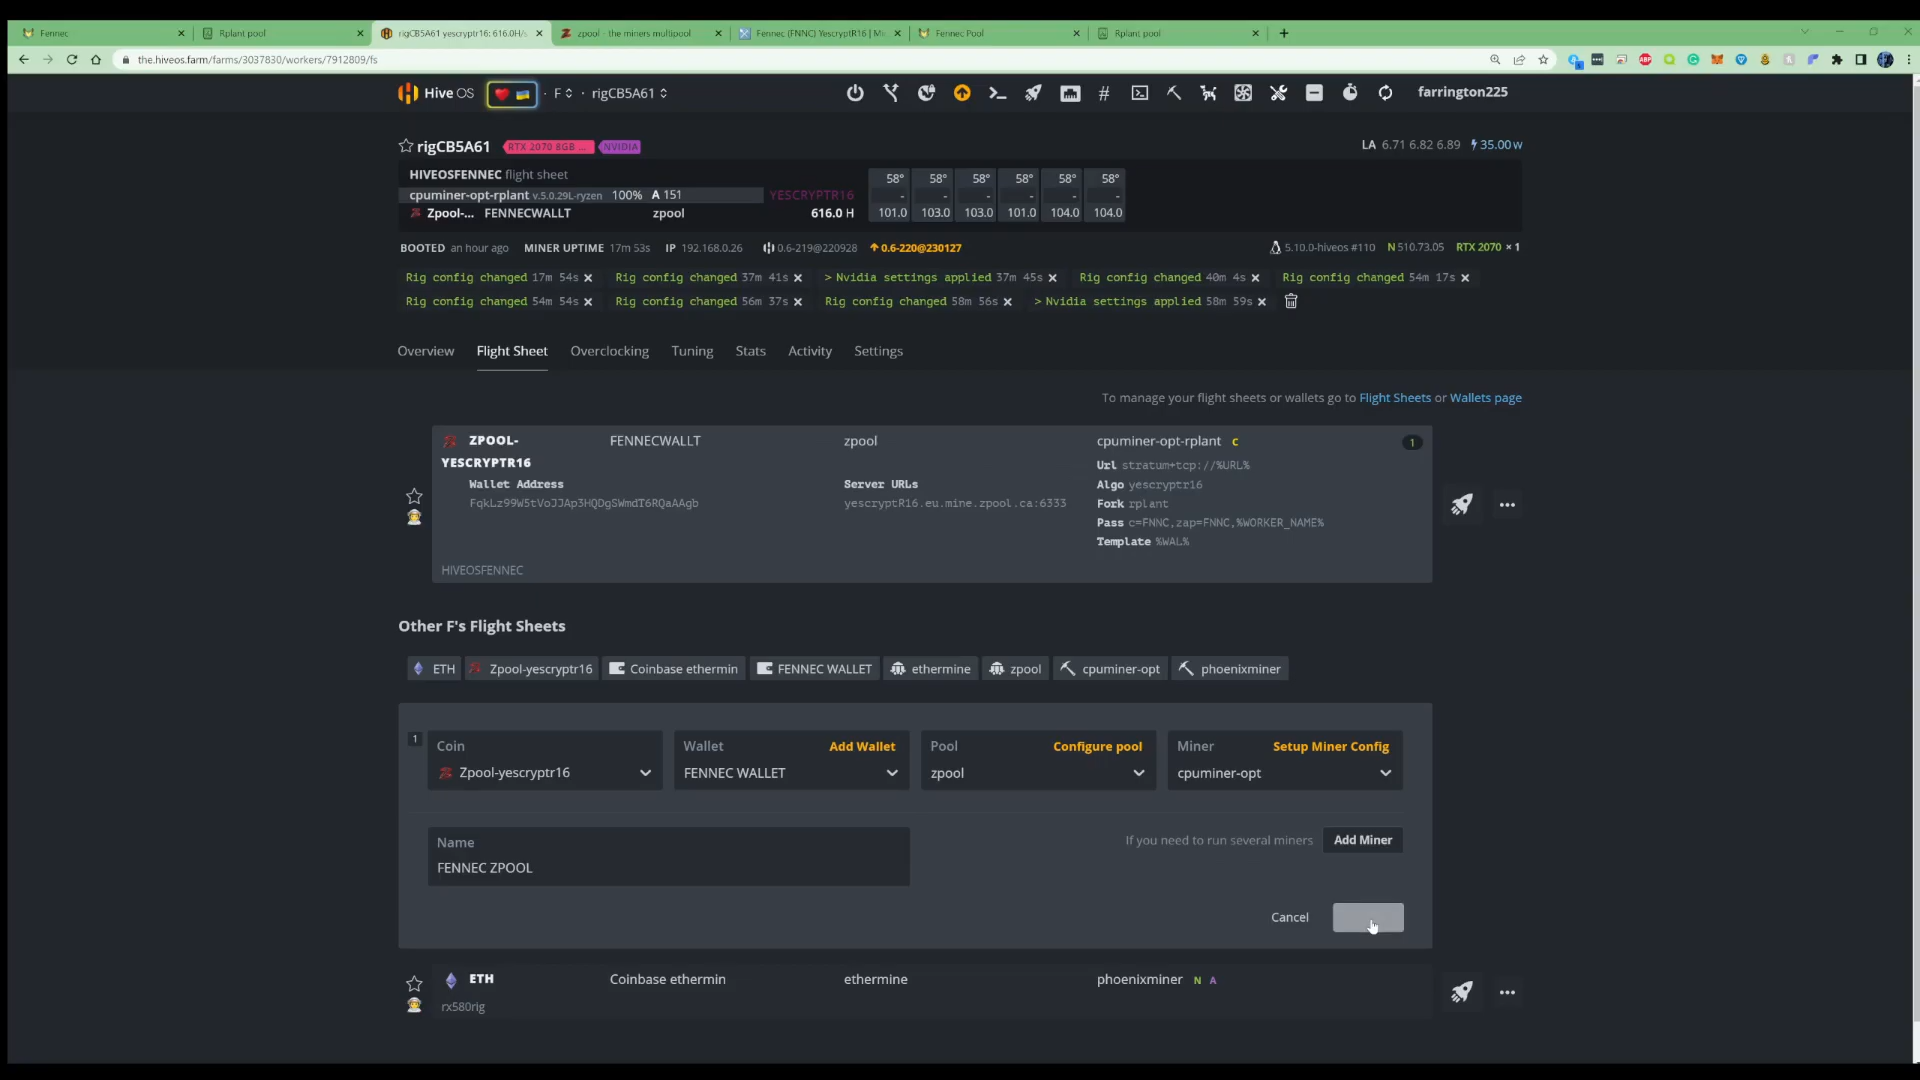 Fennec
Rplant pool
rigCB5A61 yescryptr16: 616.0H/s
zpool - the miners multipool
Fennec (FNNC) YescryptR16 | Mi
Fennec Pool
Rplant pool
the.hiveos.farm/farms/3037830/workers/7912809/fs
Hive OS
F
rigCB5A61
farrington225
rigCB5A61
RTX 2070 8GB ...
NVIDIA
LA 6.71 6.82 6.89 35.00 W
HIVEOSFENNEC flight sheet
cpuminer-opt-rplant v.5.0.29L-ryzen 100% A 151 YESCRYPTR16
Zpool-... FENNECWALLT zpool 616.0 H
58° 58° 58° 58° 58° 58°
- - - - - -
101.0 103.0 103.0 101.0 104.0 104.0
BOOTED an hour ago MINER UPTIME 17m 53s IP 192.168.0.26 0.6-219@220928 0.6-220@230127
5.10.0-hiveos #110 N 510.73.05 RTX 2070 × 1
Rig config changed 17m 54s Rig config changed 37m 41s > Nvidia settings applied 37m 45s Rig config changed 40m 4s Rig config changed 54m 17s
Rig config changed 54m 54s Rig config changed 56m 37s Rig config changed 58m 56s > Nvidia settings applied 58m 59s
Overview Flight Sheet Overclocking Tuning Stats Activity Settings
To manage your flight sheets or wallets go to Flight Sheets or Wallets page
ZPOOL-YESCRYPTR16
FENNECWALLT
zpool
cpuminer-opt-rplant C
1
Wallet Address
FqkLz99W5tVoJJAp3HQDgSWmdT6RQaAAgb
Server URLs
yescryptR16.eu.mine.zpool.ca:6333
Url stratum+tcp://%URL%
Algo yescryptr16
Fork rplant
Pass c=FNNC,zap=FNNC,%WORKER_NAME%
Template %WAL%
HIVEOSFENNEC
Other F's Flight Sheets
ETH Zpool-yescryptr16 Coinbase ethermin FENNEC WALLET ethermine zpool cpuminer-opt phoenixminer
1
Coin
Zpool-yescryptr16
Wallet Add Wallet
FENNEC WALLET
Pool Configure pool
zpool
Miner Setup Miner Config
cpuminer-opt
Name
FENNEC ZPOOL
If you need to run several miners Add Miner
Cancel
ETH Coinbase ethermin ethermine phoenixminer N A
rx580rig